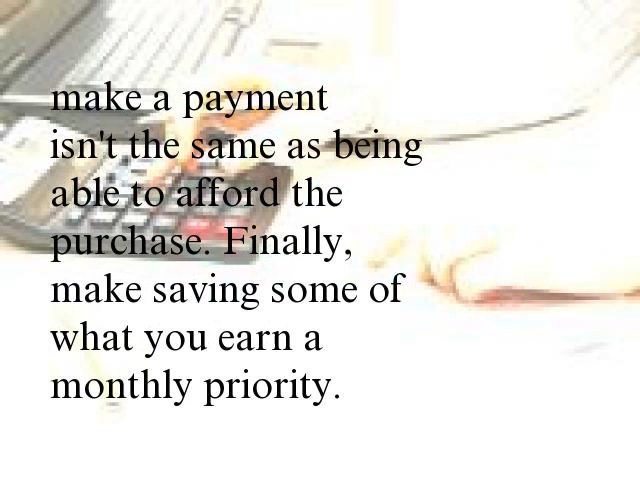 make a payment
isn't the same as being
able to afford the
purchase. Finally,
make saving some of
what you earn a
monthly priority.